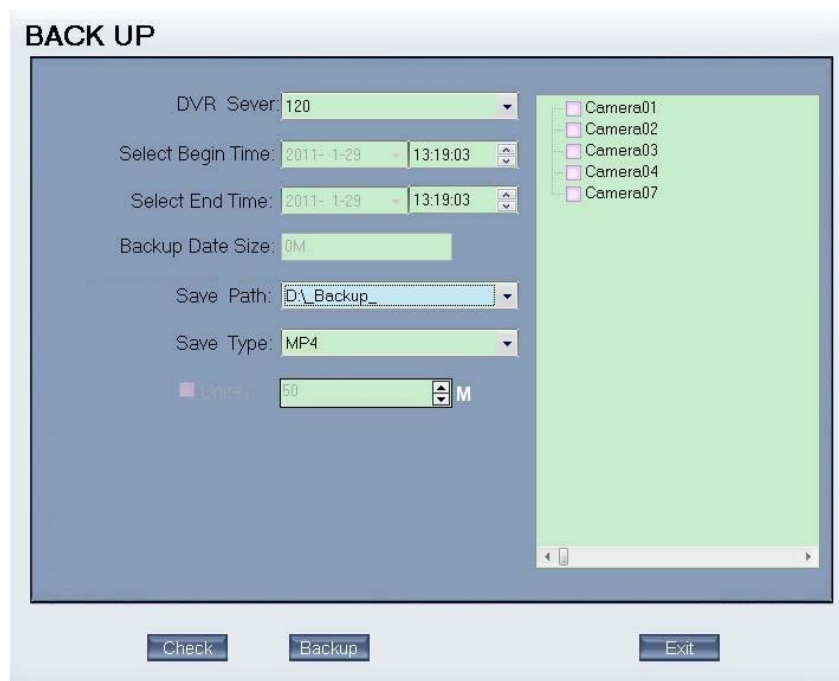 BACK UP
DVR Sever: 120
Select Begin Time: 2011- 1-29 13:19:03
Select End Time: 2011- 1-29 13:19:03
Backup Date Size: 0M
Save Path: D:\_Backup_
Save Type: MP4
Unite: 50 M
Camera01
Camera02
Camera03
Camera04
Camera07
Check Backup Exit